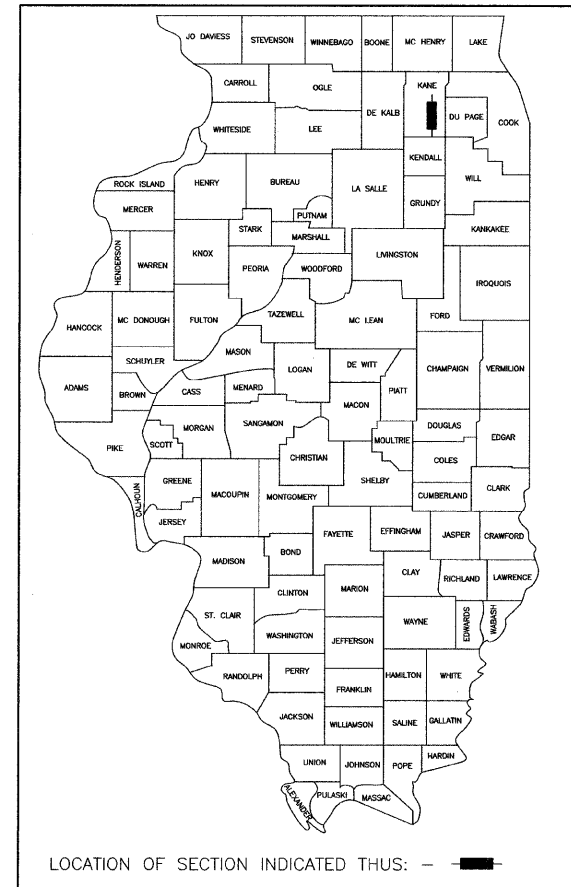 JO DAVIESS
STEVENSON
WINNEBAGO
BOONE
MC HENRY
LAKE
CARROLL
OGLE
DE KALB
KANE
DU PAGE
COOK
WHITESIDE
LEE
KENDALL
WILL
ROCK ISLAND
HENRY
BUREAU
LA SALLE
GRUNDY
MERCER
PUTNAM
KANKAKEE
HENDERSON
WARREN
KNOX
STARK
MARSHALL
LIVINGSTON
PEORIA
WOODFORD
IROQUOIS
HANCOCK
MC DONOUGH
FULTON
TAZEWELL
MC LEAN
FORD
SCHUYLER
MASON
ADAMS
BROWN
CASS
MENARD
LOGAN
DE WITT
PIATT
CHAMPAIGN
VERMILION
MACON
PIKE
SCOTT
MORGAN
SANGAMON
CHRISTIAN
MOULTRIE
DOUGLAS
EDGAR
COLES
SHELBY
CALHOUN
GREENE
MACOUPIN
MONTGOMERY
CUMBERLAND
CLARK
JERSEY
FAYETTE
EFFINGHAM
JASPER
CRAWFORD
MADISON
BOND
CLAY
RICHLAND
LAWRENCE
CLINTON
MARION
ST. CLAIR
WAYNE
EDWARDS
WABASH
WASHINGTON
JEFFERSON
MONROE
RANDOLPH
PERRY
HAMILTON
WHITE
FRANKLIN
JACKSON
WILLIAMSON
SALINE
GALLATIN
UNION
JOHNSON
POPE
HARDIN
ALEXANDER
PULASKI
MASSAC
LOCATION OF SECTION INDICATED THUS: -